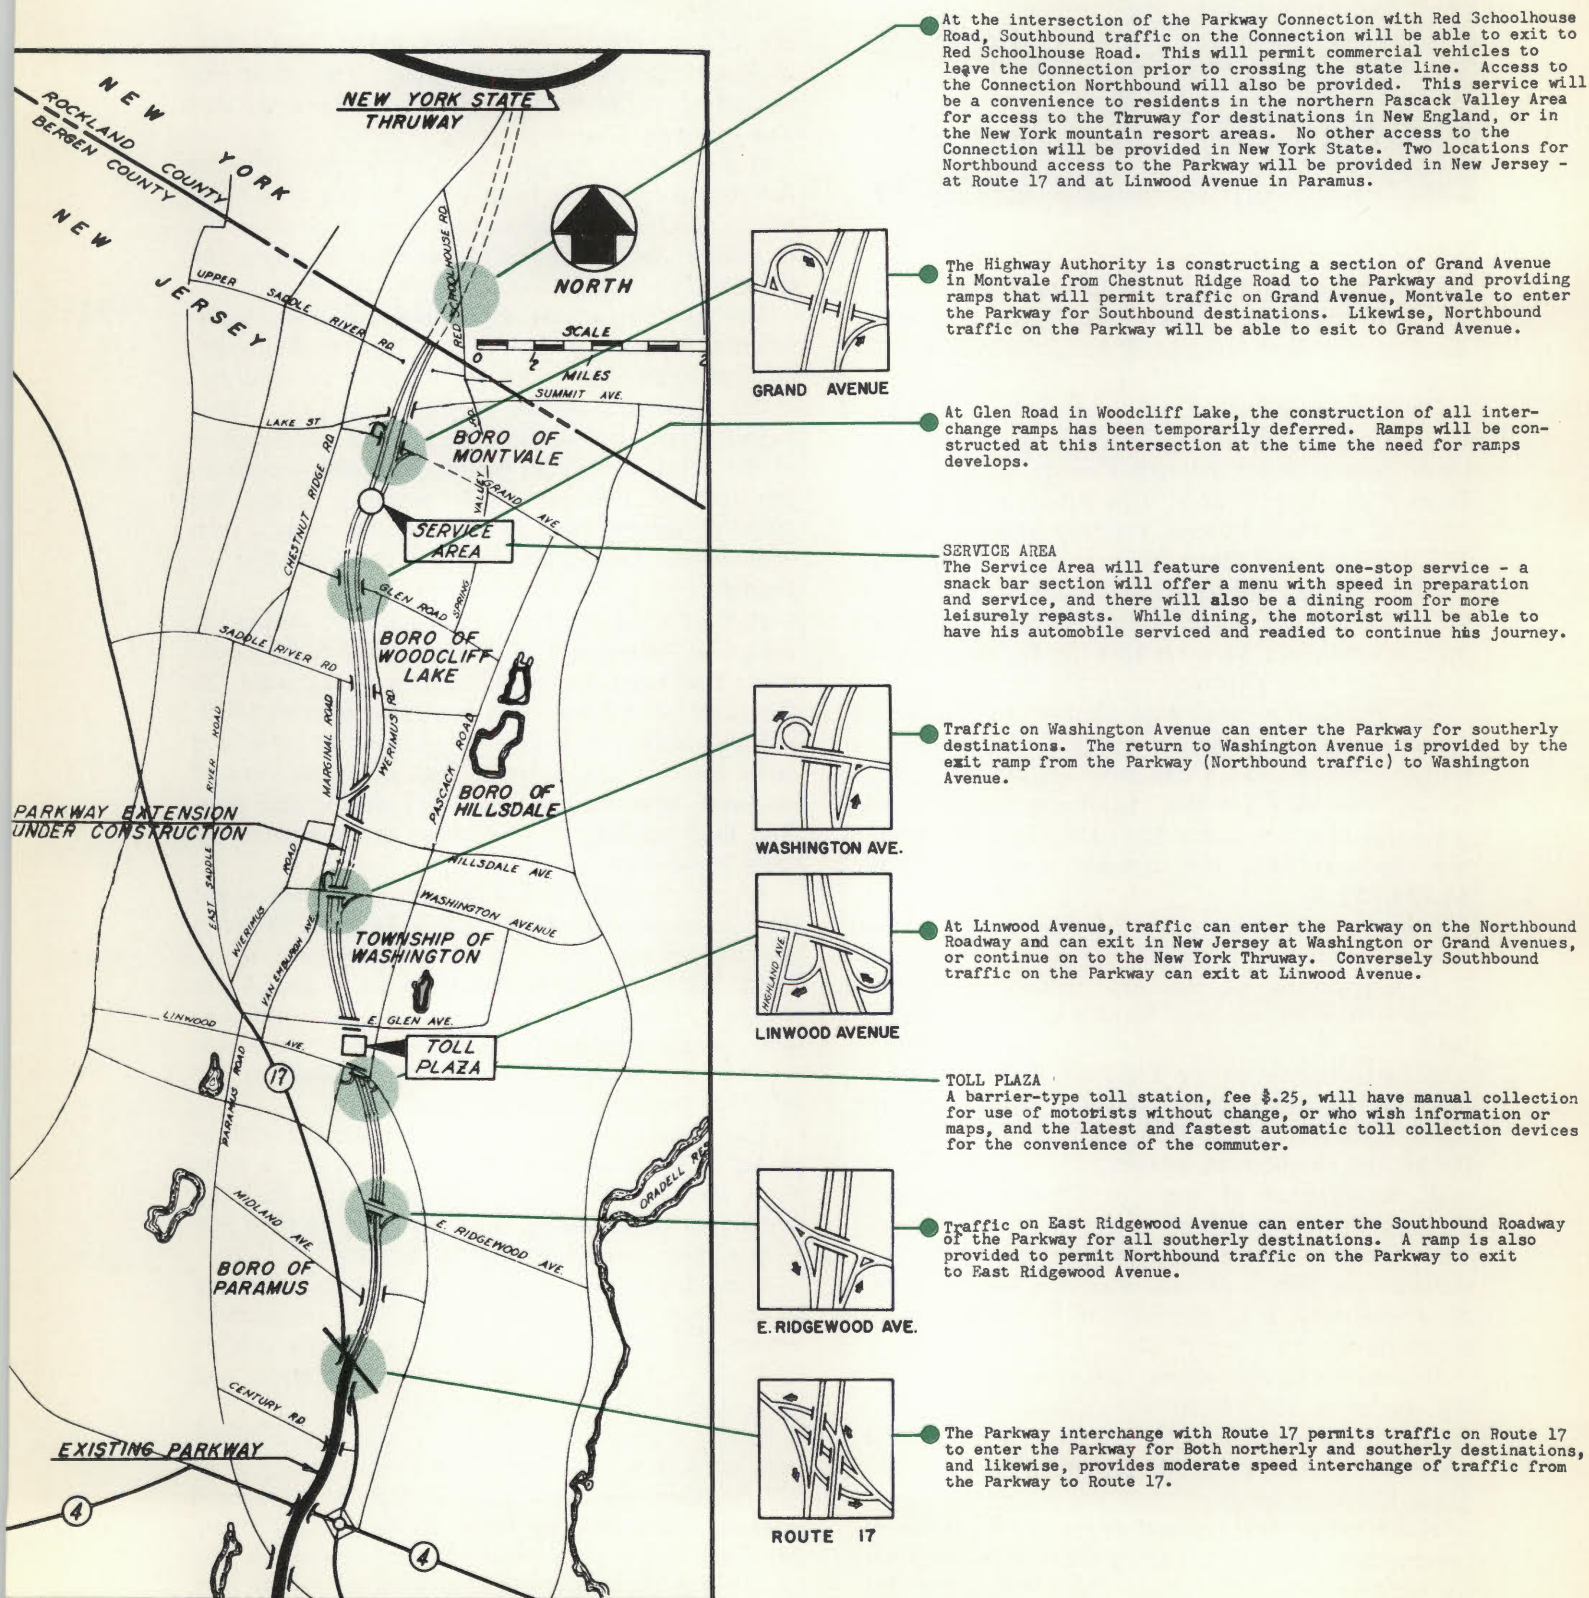 At the intersection of the Parkway Connection with Red Schoolhouse
Road, Southbound traffic on the Connection will be able to exit to
Red Schoolhouse Road. This will permit commercial vehicles to
leave the Connection prior to crossing the state line. Access to
the Connection Northbound will also be provided. This service will
be a convenience to residents in the northern Pascack Valley Area
for access to the Thruway for destinations in New England, or in
the New York mountain resort areas. No other access to the
Connection will be provided in New York State. Two locations for
Northbound access to the Parkway will be provided in New Jersey -
at Route 17 and at Linwood Avenue in Paramus.
NEW YORK STATE
THRUWAY
NEW YORK
ROCKLAND COUNTY
BERGEN COUNTY
NEW JERSEY
RED SCHOOLHOUSE RD.
NORTH
UPPER SADDLE RIVER RD.
SCALE
0 1/2 1 2
MILES
SUMMIT AVE.
LAKE ST
BORO OF
MONTVALE
CHESTNUT RIDGE RD.
GRAND AVE
SPRING VALLEY RD.
SERVICE
AREA
GLEN ROAD
SADDLE RIVER RD
BORO OF
WOODCLIFF
LAKE
MARGINAL ROAD
WERIMUS RD.
PASCACK ROAD
EAST SADDLE RIVER ROAD
BORO OF
HILLSDALE
PARKWAY EXTENSION
UNDER CONSTRUCTION
HILLSDALE AVE.
WIERIMUS ROAD
WASHINGTON AVENUE
VAN EMBURGH AVE.
TOWNSHIP OF
WASHINGTON
E. GLEN AVE.
LINWOOD AVE.
TOLL
PLAZA
17
PARAMUS ROAD
ORADELL RES
MIDLAND AVE.
E. RIDGEWOOD AVE.
BORO OF
PARAMUS
CENTURY RD.
EXISTING PARKWAY
4
4
GRAND AVENUE
The Highway Authority is constructing a section of Grand Avenue
in Montvale from Chestnut Ridge Road to the Parkway and providing
ramps that will permit traffic on Grand Avenue, Montvale to enter
the Parkway for Southbound destinations. Likewise, Northbound
traffic on the Parkway will be able to esit to Grand Avenue.
At Glen Road in Woodcliff Lake, the construction of all inter-
change ramps has been temporarily deferred. Ramps will be con-
structed at this intersection at the time the need for ramps
develops.
SERVICE AREA
The Service Area will feature convenient one-stop service - a
snack bar section will offer a menu with speed in preparation
and service, and there will also be a dining room for more
leisurely repasts. While dining, the motorist will be able to
have his automobile serviced and readied to continue his journey.
WASHINGTON AVE.
Traffic on Washington Avenue can enter the Parkway for southerly
destinations. The return to Washington Avenue is provided by the
exit ramp from the Parkway (Northbound traffic) to Washington
Avenue.
HIGHLAND AVE
LINWOOD AVENUE
At Linwood Avenue, traffic can enter the Parkway on the Northbound
Roadway and can exit in New Jersey at Washington or Grand Avenues,
or continue on to the New York Thruway. Conversely Southbound
traffic on the Parkway can exit at Linwood Avenue.
TOLL PLAZA
A barrier-type toll station, fee $.25, will have manual collection
for use of motorists without change, or who wish information or
maps, and the latest and fastest automatic toll collection devices
for the convenience of the commuter.
E. RIDGEWOOD AVE.
Traffic on East Ridgewood Avenue can enter the Southbound Roadway
of the Parkway for all southerly destinations. A ramp is also
provided to permit Northbound traffic on the Parkway to exit
to East Ridgewood Avenue.
ROUTE 17
The Parkway interchange with Route 17 permits traffic on Route 17
to enter the Parkway for Both northerly and southerly destinations,
and likewise, provides moderate speed interchange of traffic from
the Parkway to Route 17.